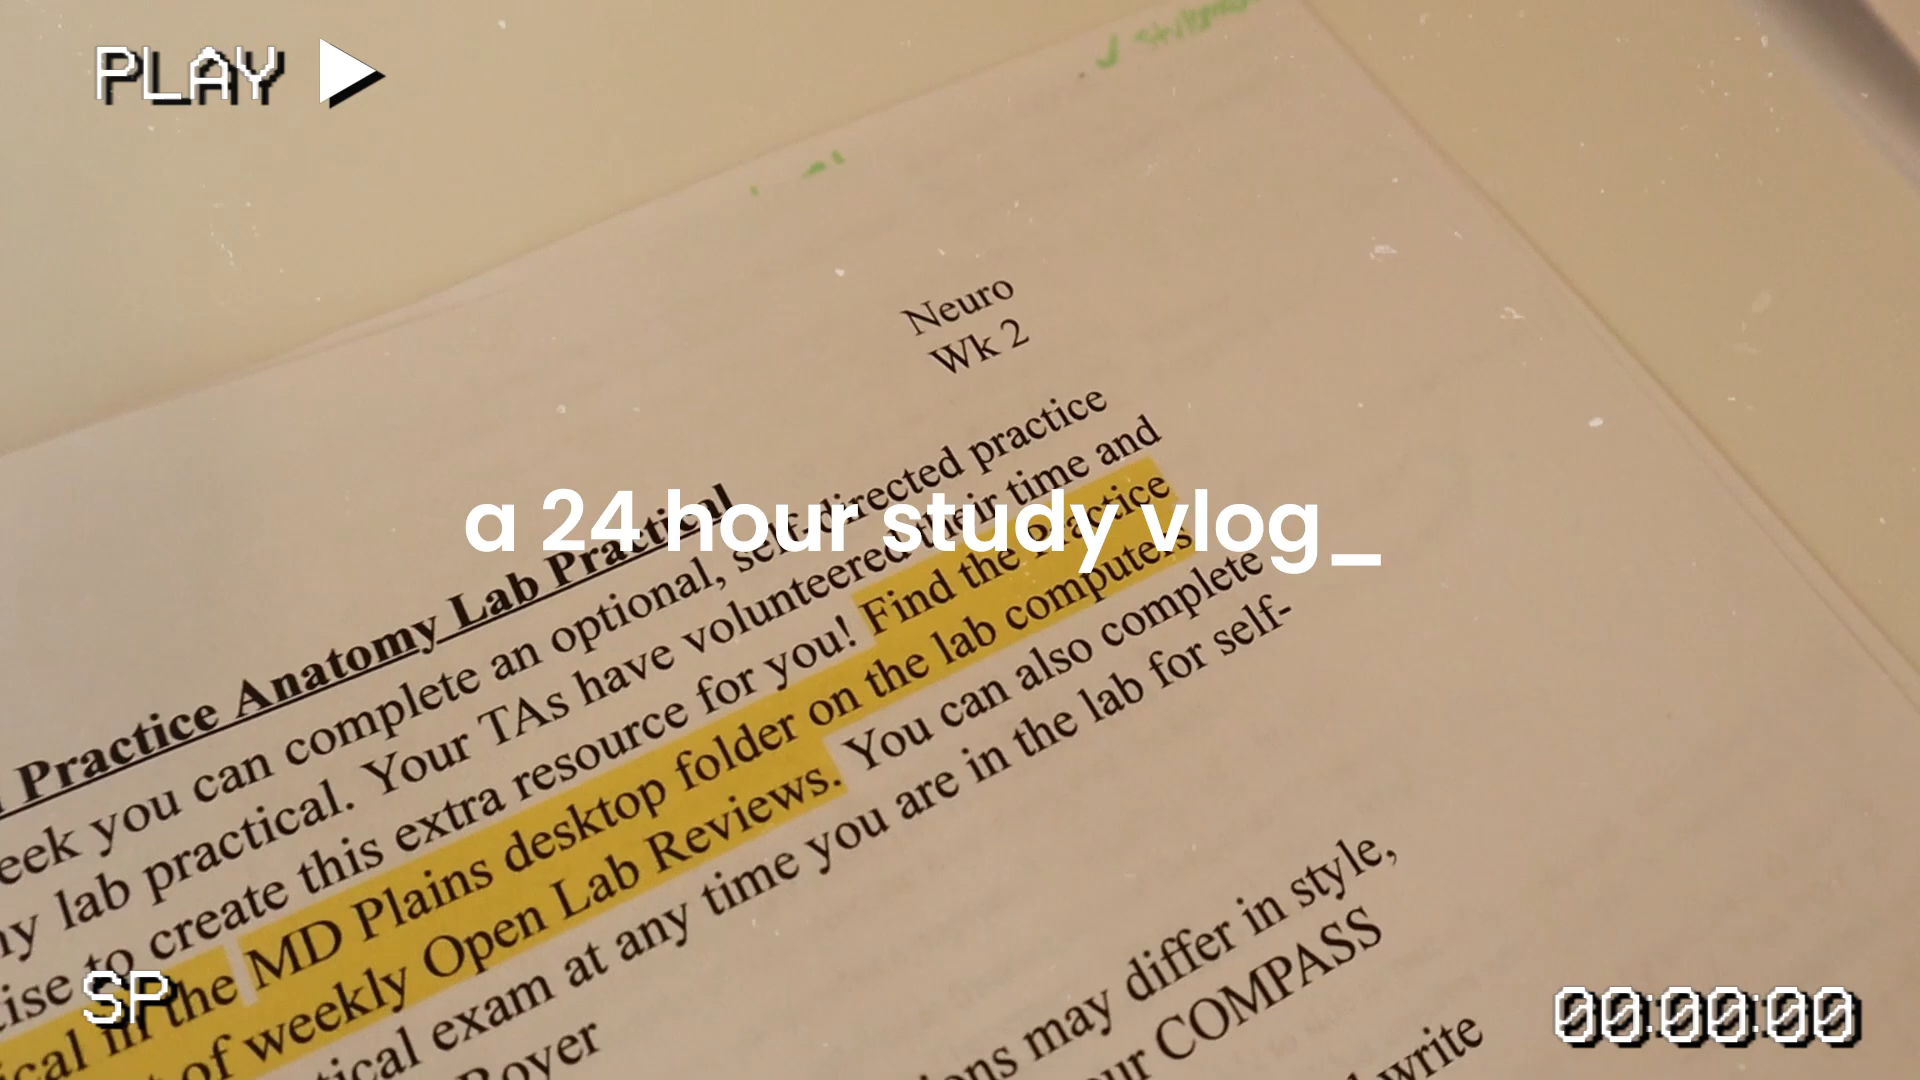 PLAY
Neuro
Wk 2
Practice Anatomy Lab Practical
eek you can complete an optional, self-directed practice
y lab practical. Your TAs have volunteered their time and
ise to create this extra resource for you! Find the Practice
ical in the MD Plains desktop folder on the lab computers
of weekly Open Lab Reviews. You can also complete
tical exam at any time you are in the lab for self-
Royer
ons may differ in style,
ur COMPASS
write
a 24 hour study vlog_
SP
00:00:00